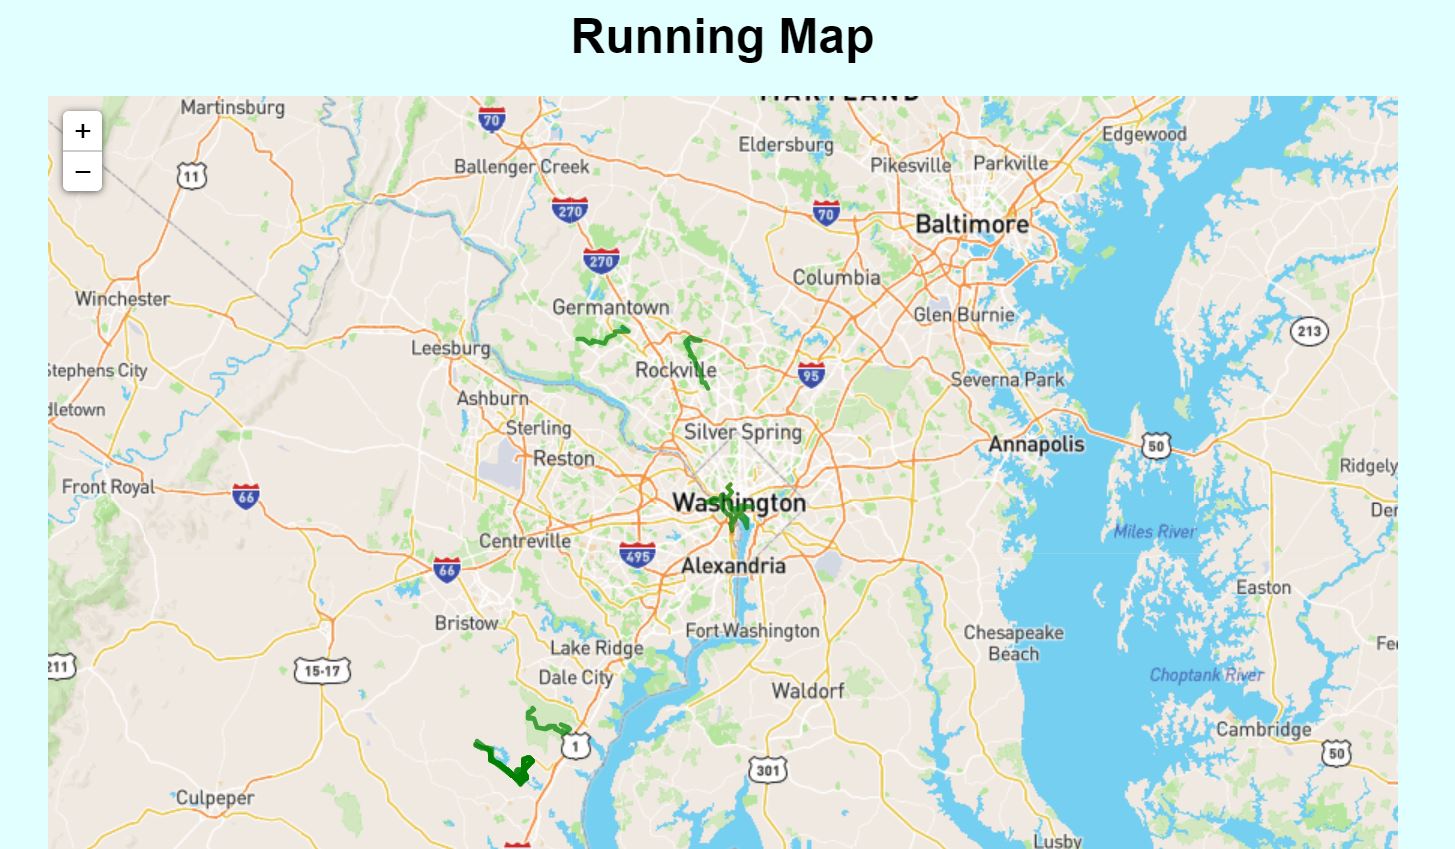 Running Map
MARYLAND
Martinsburg
+
−
70
Edgewood
Eldersburg
Pikesville
Parkville
Ballenger Creek
11
270
70
Baltimore
270
Columbia
Winchester
Germantown
Glen Burnie
213
Leesburg
Stephens City
Rockville
95
Severna Park
Ashburn
dletown
Sterling
Silver Spring
Annapolis
50
Reston
Ridgely
Front Royal
66
Washington
Der
Miles River
Centreville
495
66
Alexandria
Easton
Bristow
Fort Washington
Chesapeake
Beach
Lake Ridge
Fe
211
15-17
Dale City
Choptank River
Waldorf
Cambridge
1
50
301
Culpeper
Lusby